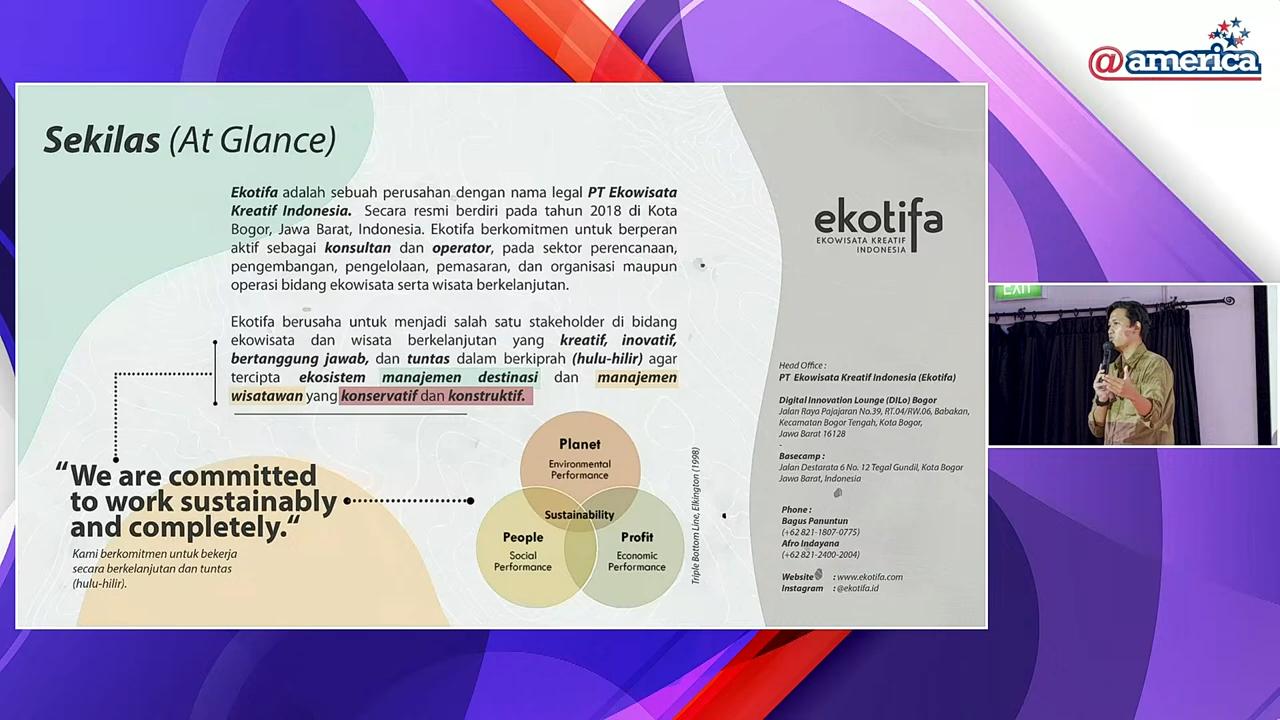 @america
Sekilas (At Glance)
Ekotifa adalah sebuah perusahan dengan nama legal PT Ekowisata
Kreatif Indonesia. Secara resmi berdiri pada tahun 2018 di Kota
Bogor, Jawa Barat, Indonesia. Ekotifa berkomitmen untuk berperan
aktif sebagai konsultan dan operator, pada sektor perencanaan,
pengembangan, pengelolaan, pemasaran, dan organisasi maupun
operasi bidang ekowisata serta wisata berkelanjutan.
Ekotifa berusaha untuk menjadi salah satu stakeholder di bidang
ekowisata dan wisata berkelanjutan yang kreatif, inovatif,
bertanggung jawab, dan tuntas dalam berkiprah (hulu-hilir) agar
tercipta ekosistem manajemen destinasi dan manajemen
wisatawan yang konservatif dan konstruktif.
“We are committed
to work sustainably
and completely.“
Kami berkomitmen untuk bekerja
secara berkelanjutan dan tuntas
(hulu-hilir).
Planet
Environmental
Performance
Sustainability
People
Social
Performance
Profit
Economic
Performance
Triple Bottom Line, Elkington (1998)
ekotifa
EKOWISATA KREATIF
INDONESIA
Head Office :
PT Ekowisata Kreatif Indonesia (Ekotifa)
Digital Innovation Lounge (DILo) Bogor
Jalan Raya Pajajaran No.39, RT.04/RW.06, Babakan,
Kecamatan Bogor Tengah, Kota Bogor,
Jawa Barat 16128
-
Basecamp :
Jalan Destarata 6 No. 12 Tegal Gundil, Kota Bogor
Jawa Barat, Indonesia
Phone :
Bagus Panuntun
(+62 821-1807-0775)
Afro Indayana
(+62 821-2400-2004)
Website : www.ekotifa.com
Instagram : @ekotifa.id
EXIT